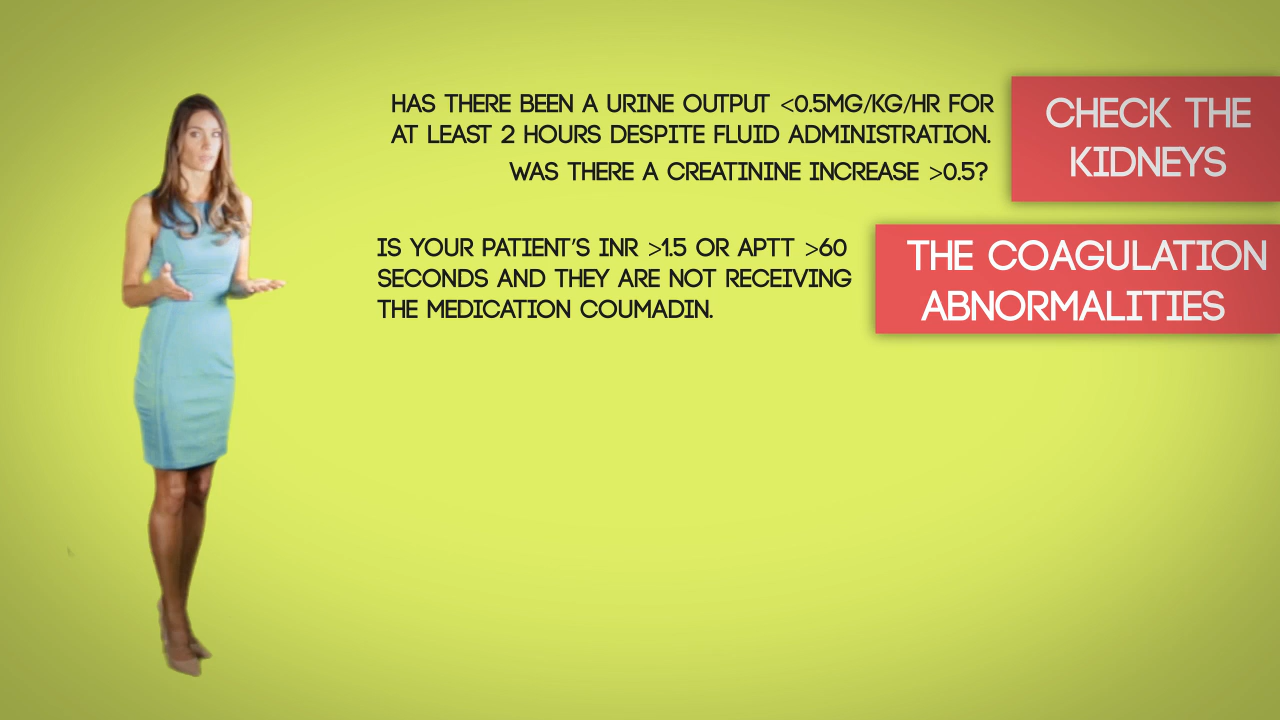 HAS THERE BEEN A URINE OUTPUT <0.5MG/KG/HR FOR
AT LEAST 2 HOURS DESPITE FLUID ADMINISTRATION.
WAS THERE A CREATININE INCREASE >0.5?
CHECK THE
KIDNEYS
IS YOUR PATIENT'S INR >1.5 OR APTT >60
SECONDS AND THEY ARE NOT RECEIVING
THE MEDICATION COUMADIN.
THE COAGULATION
ABNORMALITIES